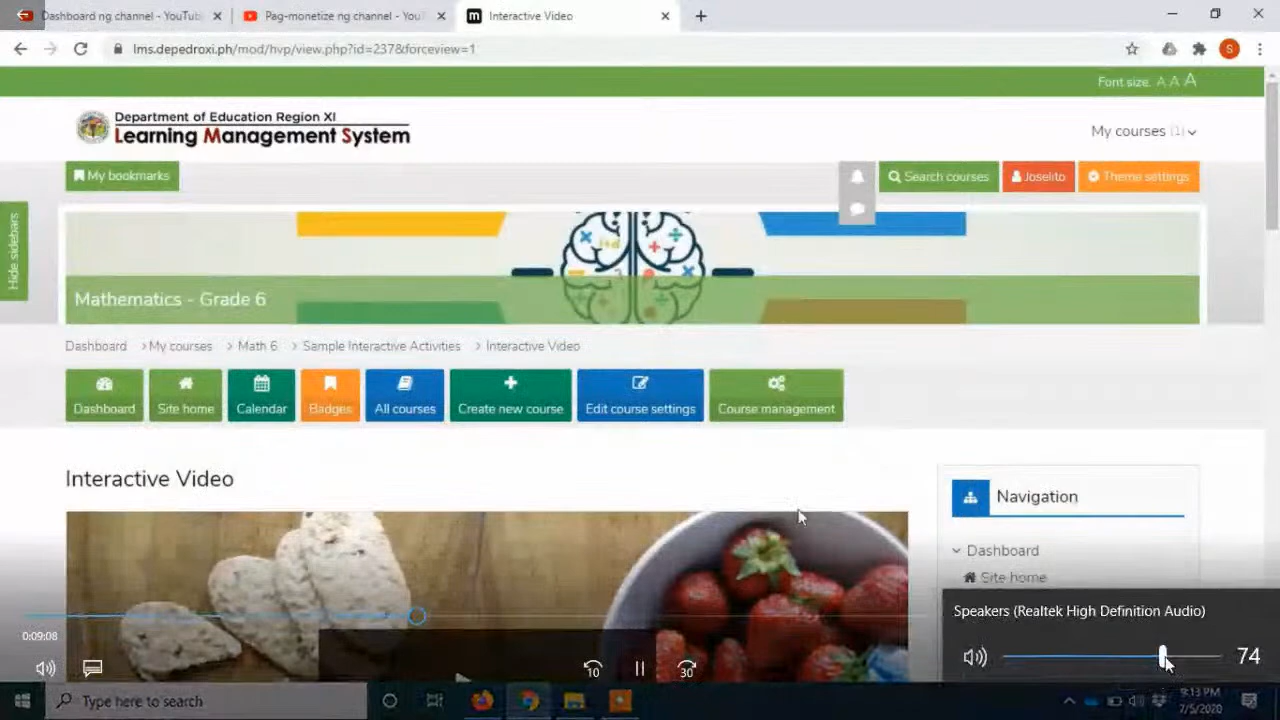 Dashboard ng channel - YouTub
Pag-monetize ng channel - You
Interactive Video
lms.depedroxi.ph/mod/hvp/view.php?id=237&forceview=1
S
Font size: A A A
Department of Education Region XI
Learning Management System
My courses (1)
My bookmarks
Search courses
Joselito
Theme settings
Hide sidebars
Mathematics - Grade 6
Dashboard > My courses > Math 6 > Sample Interactive Activities > Interactive Video
Dashboard
Site home
Calendar
Badges
All courses
Create new course
Edit course settings
Course management
Interactive Video
Navigation
Dashboard
Site home
Speakers (Realtek High Definition Audio)
74
0:09:08
10
30
Type here to search
9:13 PM
7/5/2020